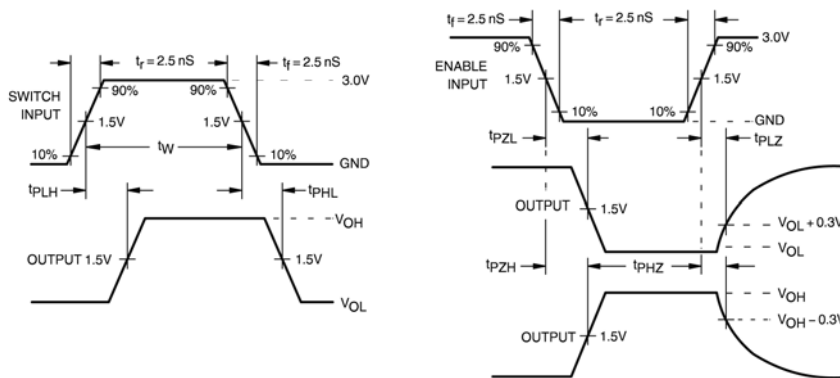 tr = 2.5 nS
tf = 2.5 nS
3.0V
90%
90%
SWITCH
INPUT
1.5V
1.5V
tW
10%
10%
GND
tPLH
tPHL
VOH
OUTPUT 1.5V
1.5V
VOL
tf = 2.5 nS
tr = 2.5 nS
3.0V
90%
90%
ENABLE
INPUT
1.5V
1.5V
10%
10%
GND
tPZL
tPLZ
OUTPUT
1.5V
VOL + 0.3V
VOL
tPZH
tPHZ
VOH
VOH – 0.3V
OUTPUT
1.5V